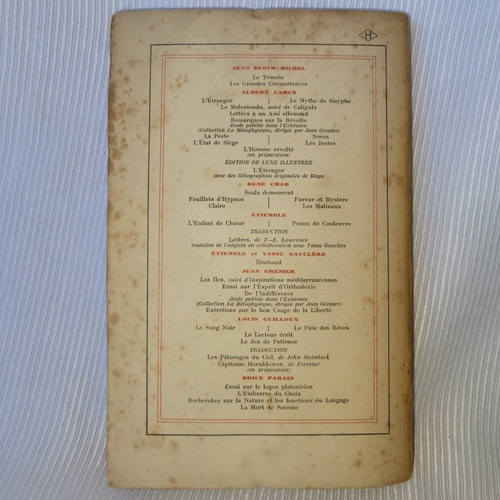 H
JEAN BLOCH-MICHEL
Le Témoin
Les Grandes Circonstances
ALBERT CAMUS
L'Étranger | Le Mythe de Sisyphe
Le Malentendu, suivi de Caligula
Lettres à un Ami allemand
Remarques sur la Révolte
étude publiée dans l'Existence
(Collection La Métaphysique, dirigée par Jean Grenier)
La Peste | Noces
L'État de Siège | Les Justes
L'Homme révolté
(en préparation)
ÉDITION DE LUXE ILLUSTRÉE
L'Étranger
avec des lithographies originales de Mayo
RENÉ CHAR
Seuls demeurent
Feuillets d'Hypnos | Fureur et Mystère
Claire | Les Matinaux
ÉTIEMBLE
L'Enfant de Chœur | Peaux de Couleuvre
TRADUCTION
Lettres, de T.-E. Lawrence
traduites de l'anglais en collaboration avec Yassu Gauclère
ÉTIEMBLE et YASSU GAUCLÈRE
Rimbaud
JEAN GRENIER
Les Iles, suivi d'Inspirations méditerranéennes
Essai sur l'Esprit d'Orthodoxie
De l'Indifférence
étude publiée dans l'Existence
(Collection La Métaphysique, dirigée par Jean Grenier)
Entretiens sur le bon Usage de la Liberté
LOUIS GUILLOUX
Le Sang Noir | Le Pain des Rêves
Le Lecteur écrit
Le Jeu de Patience
TRADUCTION
Les Pâturages du Ciel, de John Steinbeck
Capitaine Hornblower, de Forester
(en préparation)
BRICE PARAIN
Essai sur le logos platonicien
L'Embarras du Choix
Recherches sur la Nature et les fonctions du Langage
La Mort de Socrate